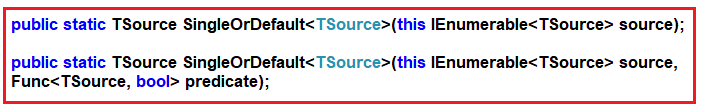 public static TSource SingleOrDefault<TSource>(this IEnumerable<TSource> source);
public static TSource SingleOrDefault<TSource>(this IEnumerable<TSource> source,
Func<TSource, bool> predicate);